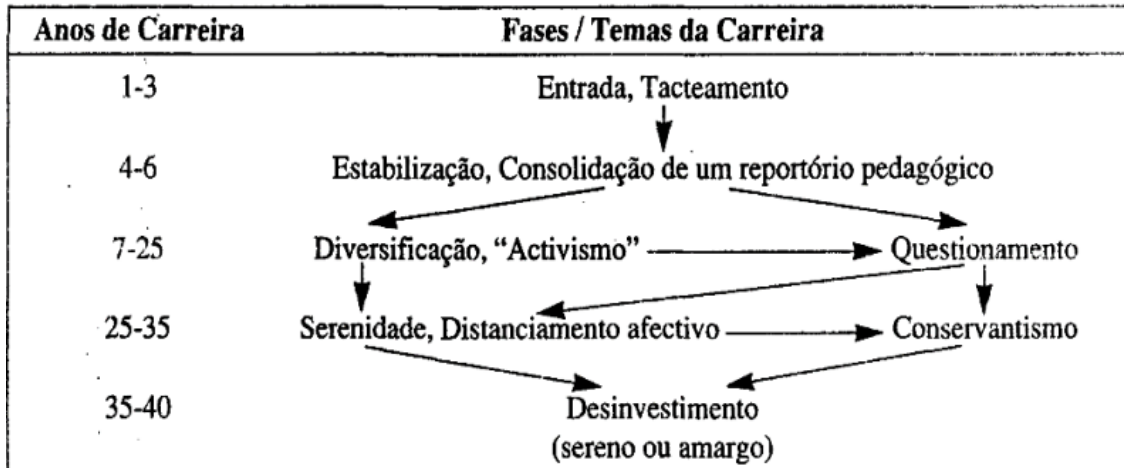 Anos de Carreira Fases / Temas da Carreira
1-3 Entrada, Tacteamento
4-6 Estabilização, Consolidação de um reportório pedagógico
7-25 Diversificação, “Activismo” Questionamento
25-35 Serenidade, Distanciamento afectivo Conservantismo
35-40 Desinvestimento
(sereno ou amargo)